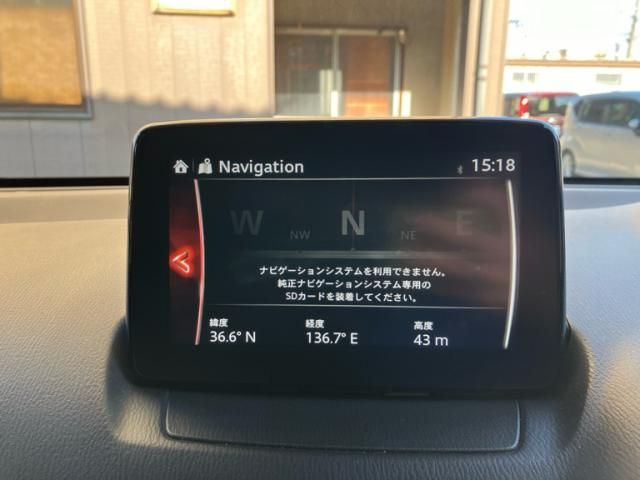 Navigation 15:18
W NW N NE E
ナビゲーションシステムを利用できません。
純正ナビゲーションシステム専用の
SDカードを装着してください。
緯度 経度 高度
36.6° N 136.7° E 43 m